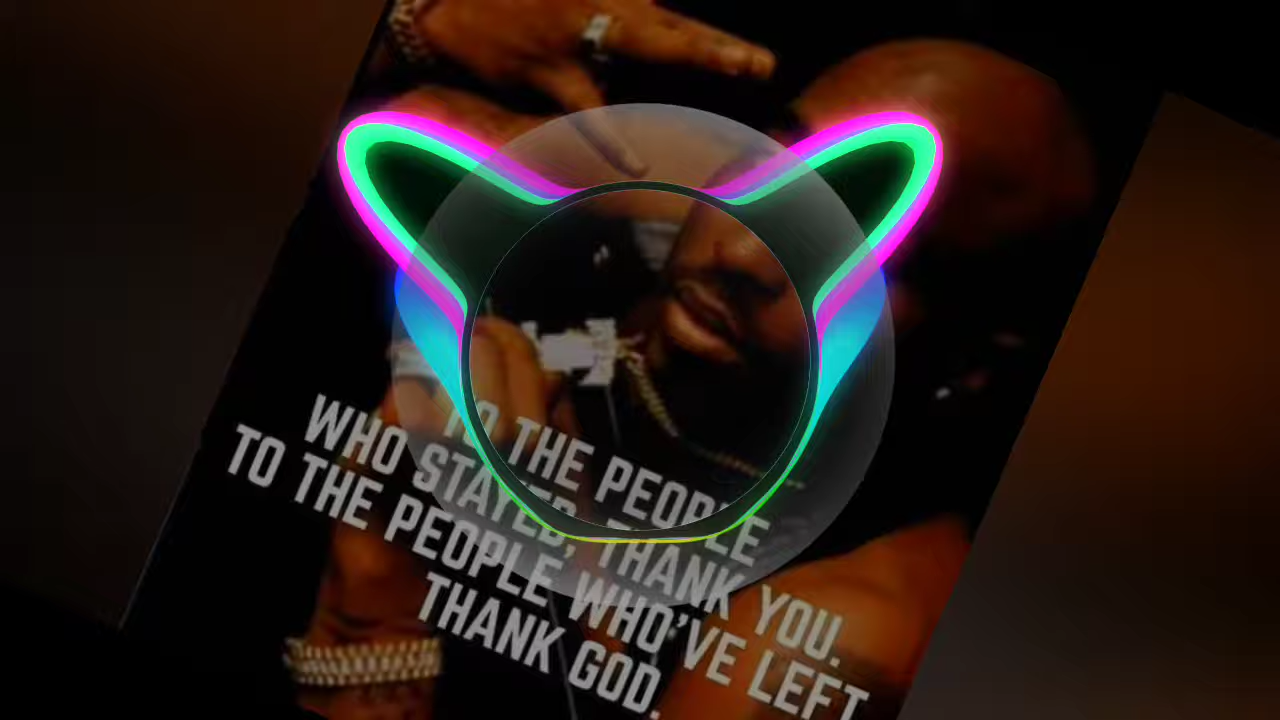 TO THE PEOPLE
WHO STAYED, THANK YOU.
TO THE PEOPLE WHO'VE LEFT
THANK GOD.